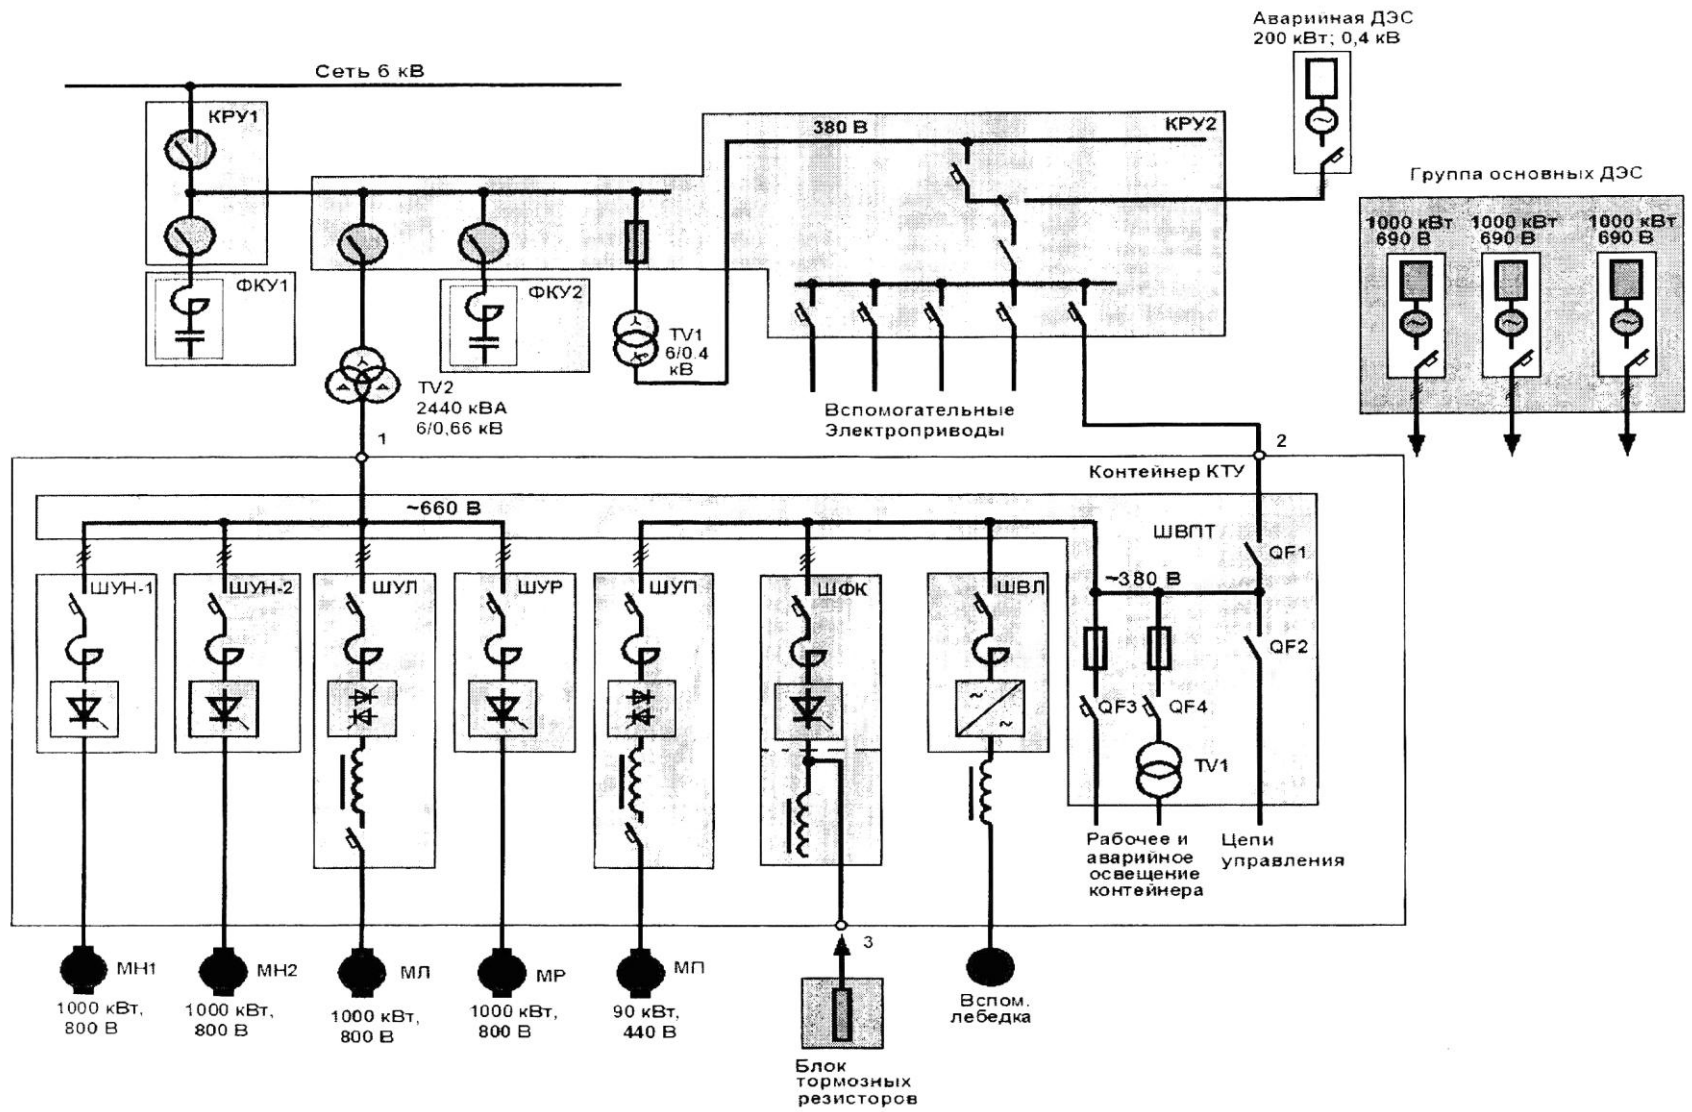 Аварийная ДЭС
200 кВт; 0,4 кВ
Сеть 6 кВ
КРУ1
380 В
КРУ2
Группа основных ДЭС
1000 кВт
690 В
1000 кВт
690 В
1000 кВт
690 В
ФКУ1
ФКУ2
TV1
6/0.4
кВ
TV2
2440 кВА
6/0,66 кВ
Вспомогательные
Электроприводы
1
2
Контейнер КТУ
~660 В
ШВПТ
QF1
~380 В
ШУН-1
ШУН-2
ШУЛ
ШУР
ШУП
ШФК
ШВЛ
QF2
QF3
QF4
~
~
TV1
Рабочее и
аварийное
освещение
контейнера
Цепи
управления
3
МН1
МН2
МЛ
МР
МП
1000 кВт,
800 В
1000 кВт,
800 В
1000 кВт,
800 В
1000 кВт,
800 В
90 кВт,
440 В
Вспом.
лебедка
Блок
тормозных
резисторов